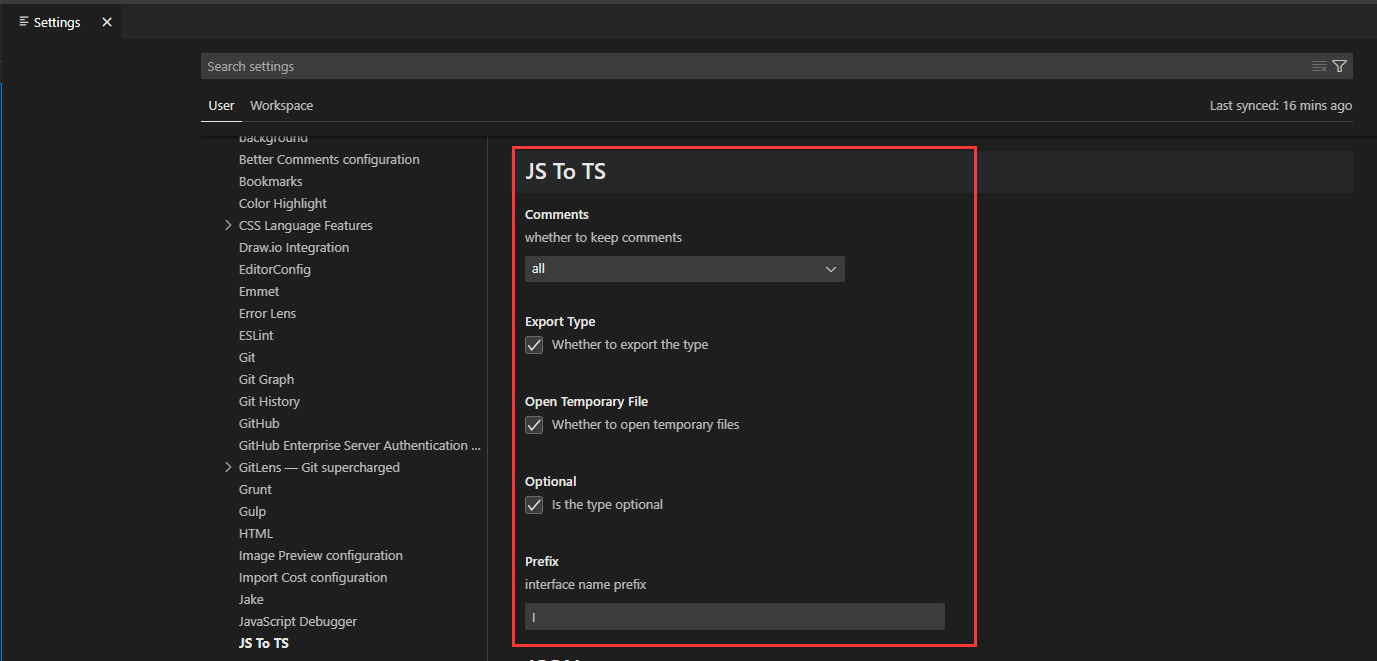 Settings
Search settings
User Workspace
Last synced: 16 mins ago
background
Better Comments configuration
Bookmarks
Color Highlight
CSS Language Features
Draw.io Integration
EditorConfig
Emmet
Error Lens
ESLint
Git
Git Graph
Git History
GitHub
GitHub Enterprise Server Authentication ...
GitLens — Git supercharged
Grunt
Gulp
HTML
Image Preview configuration
Import Cost configuration
Jake
JavaScript Debugger
JS To TS
JS To TS
Comments
whether to keep comments
all
Export Type
Whether to export the type
Open Temporary File
Whether to open temporary files
Optional
Is the type optional
Prefix
interface name prefix
I